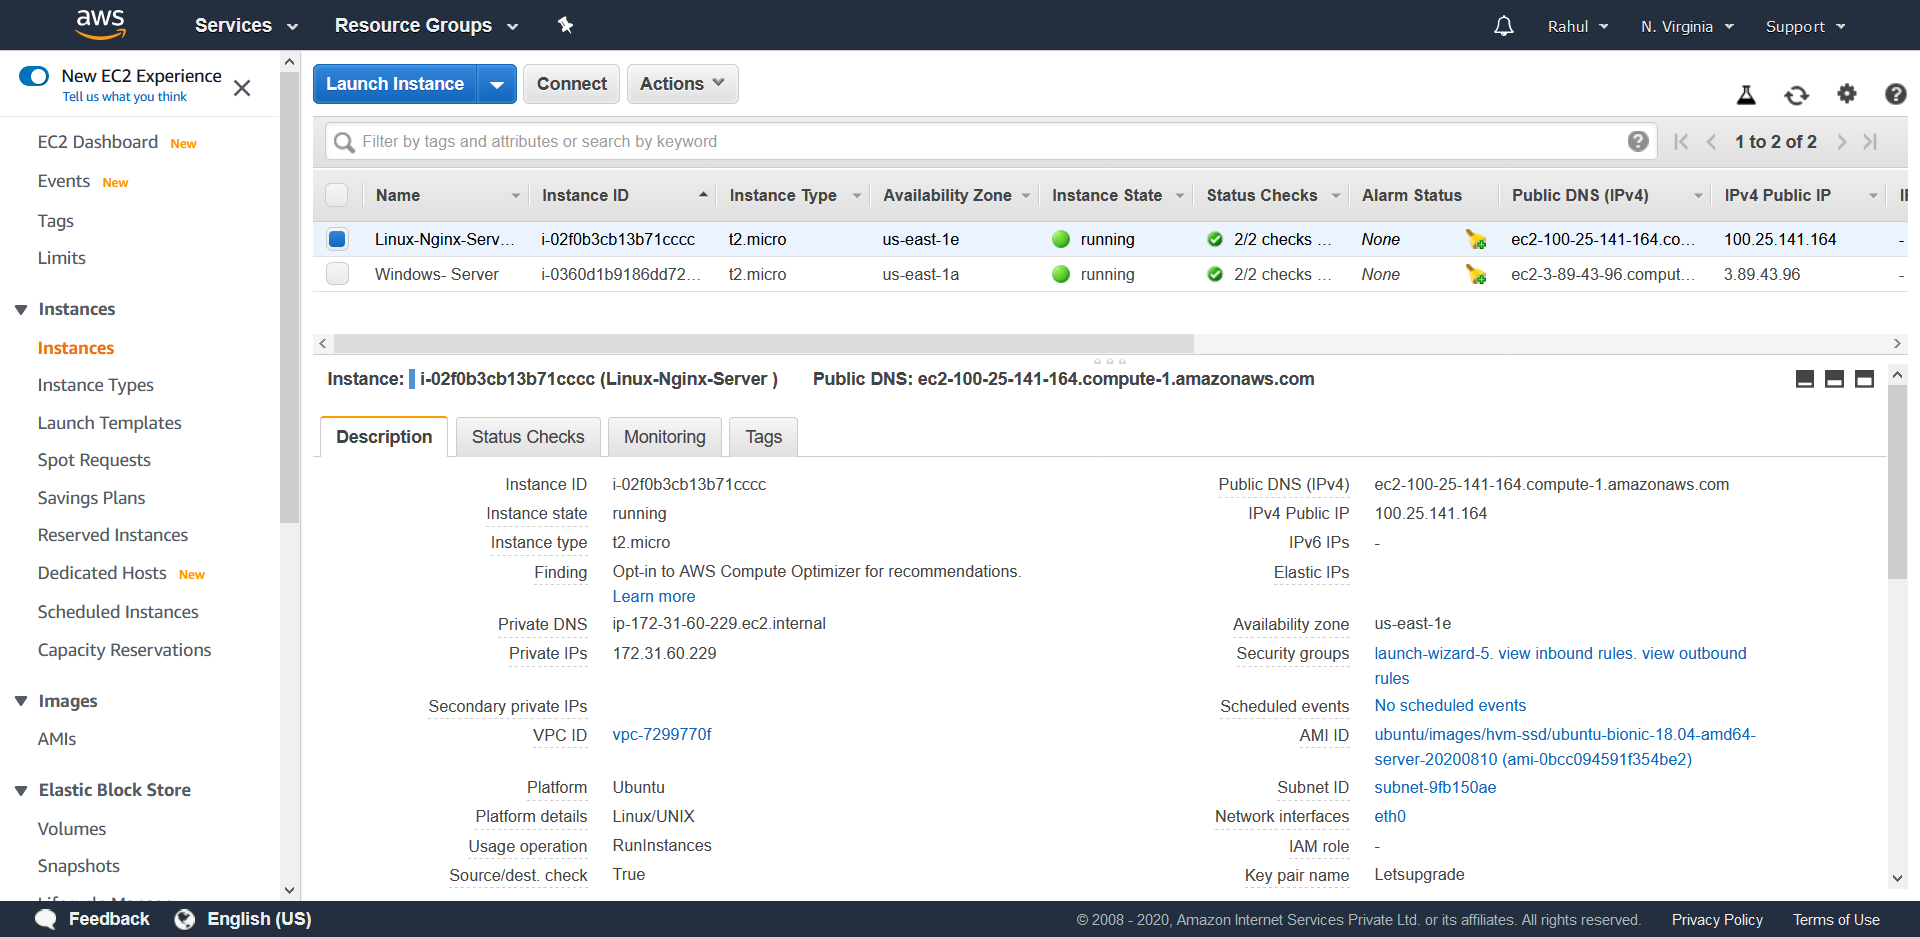 aws Services Resource Groups Rahul N. Virginia Support
New EC2 Experience
Tell us what you think
EC2 Dashboard New
Events New
Tags
Limits
Instances
Instances
Instance Types
Launch Templates
Spot Requests
Savings Plans
Reserved Instances
Dedicated Hosts New
Scheduled Instances
Capacity Reservations
Images
AMIs
Elastic Block Store
Volumes
Snapshots
Launch Instance Connect Actions
Filter by tags and attributes or search by keyword 1 to 2 of 2
Name Instance ID Instance Type Availability Zone Instance State Status Checks Alarm Status Public DNS (IPv4) IPv4 Public IP
Linux-Nginx-Serv... i-02f0b3cb13b71cccc t2.micro us-east-1e running 2/2 checks ... None ec2-100-25-141-164.co... 100.25.141.164 -
Windows- Server i-0360d1b9186dd72... t2.micro us-east-1a running 2/2 checks ... None ec2-3-89-43-96.comput... 3.89.43.96 -
Instance: i-02f0b3cb13b71cccc (Linux-Nginx-Server ) Public DNS: ec2-100-25-141-164.compute-1.amazonaws.com
Description Status Checks Monitoring Tags
Instance ID i-02f0b3cb13b71cccc
Instance state running
Instance type t2.micro
Finding Opt-in to AWS Compute Optimizer for recommendations.
Learn more
Private DNS ip-172-31-60-229.ec2.internal
Private IPs 172.31.60.229
Secondary private IPs
VPC ID vpc-7299770f
Platform Ubuntu
Platform details Linux/UNIX
Usage operation RunInstances
Source/dest. check True
Public DNS (IPv4) ec2-100-25-141-164.compute-1.amazonaws.com
IPv4 Public IP 100.25.141.164
IPv6 IPs -
Elastic IPs
Availability zone us-east-1e
Security groups launch-wizard-5. view inbound rules. view outbound
rules
Scheduled events No scheduled events
AMI ID ubuntu/images/hvm-ssd/ubuntu-bionic-18.04-amd64-
server-20200810 (ami-0bcc094591f354be2)
Subnet ID subnet-9fb150ae
Network interfaces eth0
IAM role -
Key pair name Letsupgrade
Feedback English (US) © 2008 - 2020, Amazon Internet Services Private Ltd. or its affiliates. All rights reserved. Privacy Policy Terms of Use